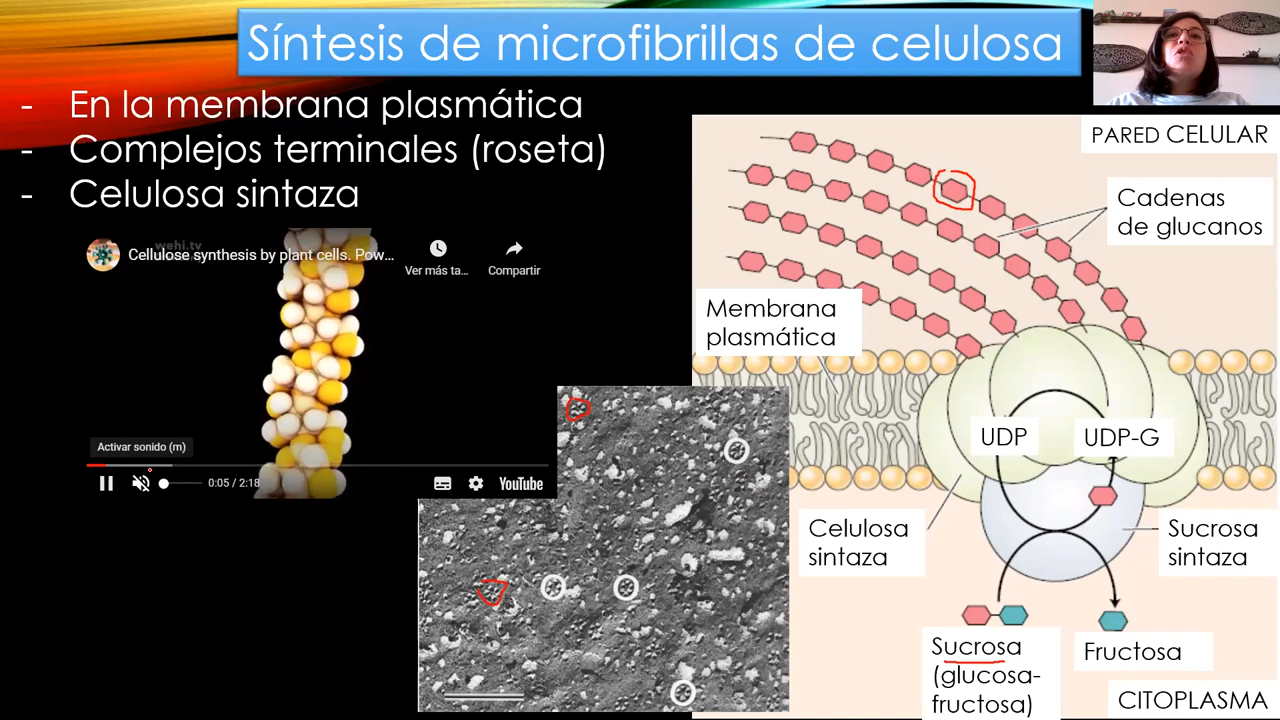 Síntesis de microfibrillas de celulosa
- En la membrana plasmática
- Complejos terminales (roseta)
- Celulosa sintaza
wehi.tv
Cellulose synthesis by plant cells. Pow...
Ver más ta...
Compartir
Activar sonido (m)
0:05 / 2:18
YouTube
PARED CELULAR
Cadenas
de glucanos
Membrana
plasmática
UDP
UDP-G
Celulosa
sintaza
Sucrosa
sintaza
Sucrosa
(glucosa-
fructosa)
Fructosa
CITOPLASMA